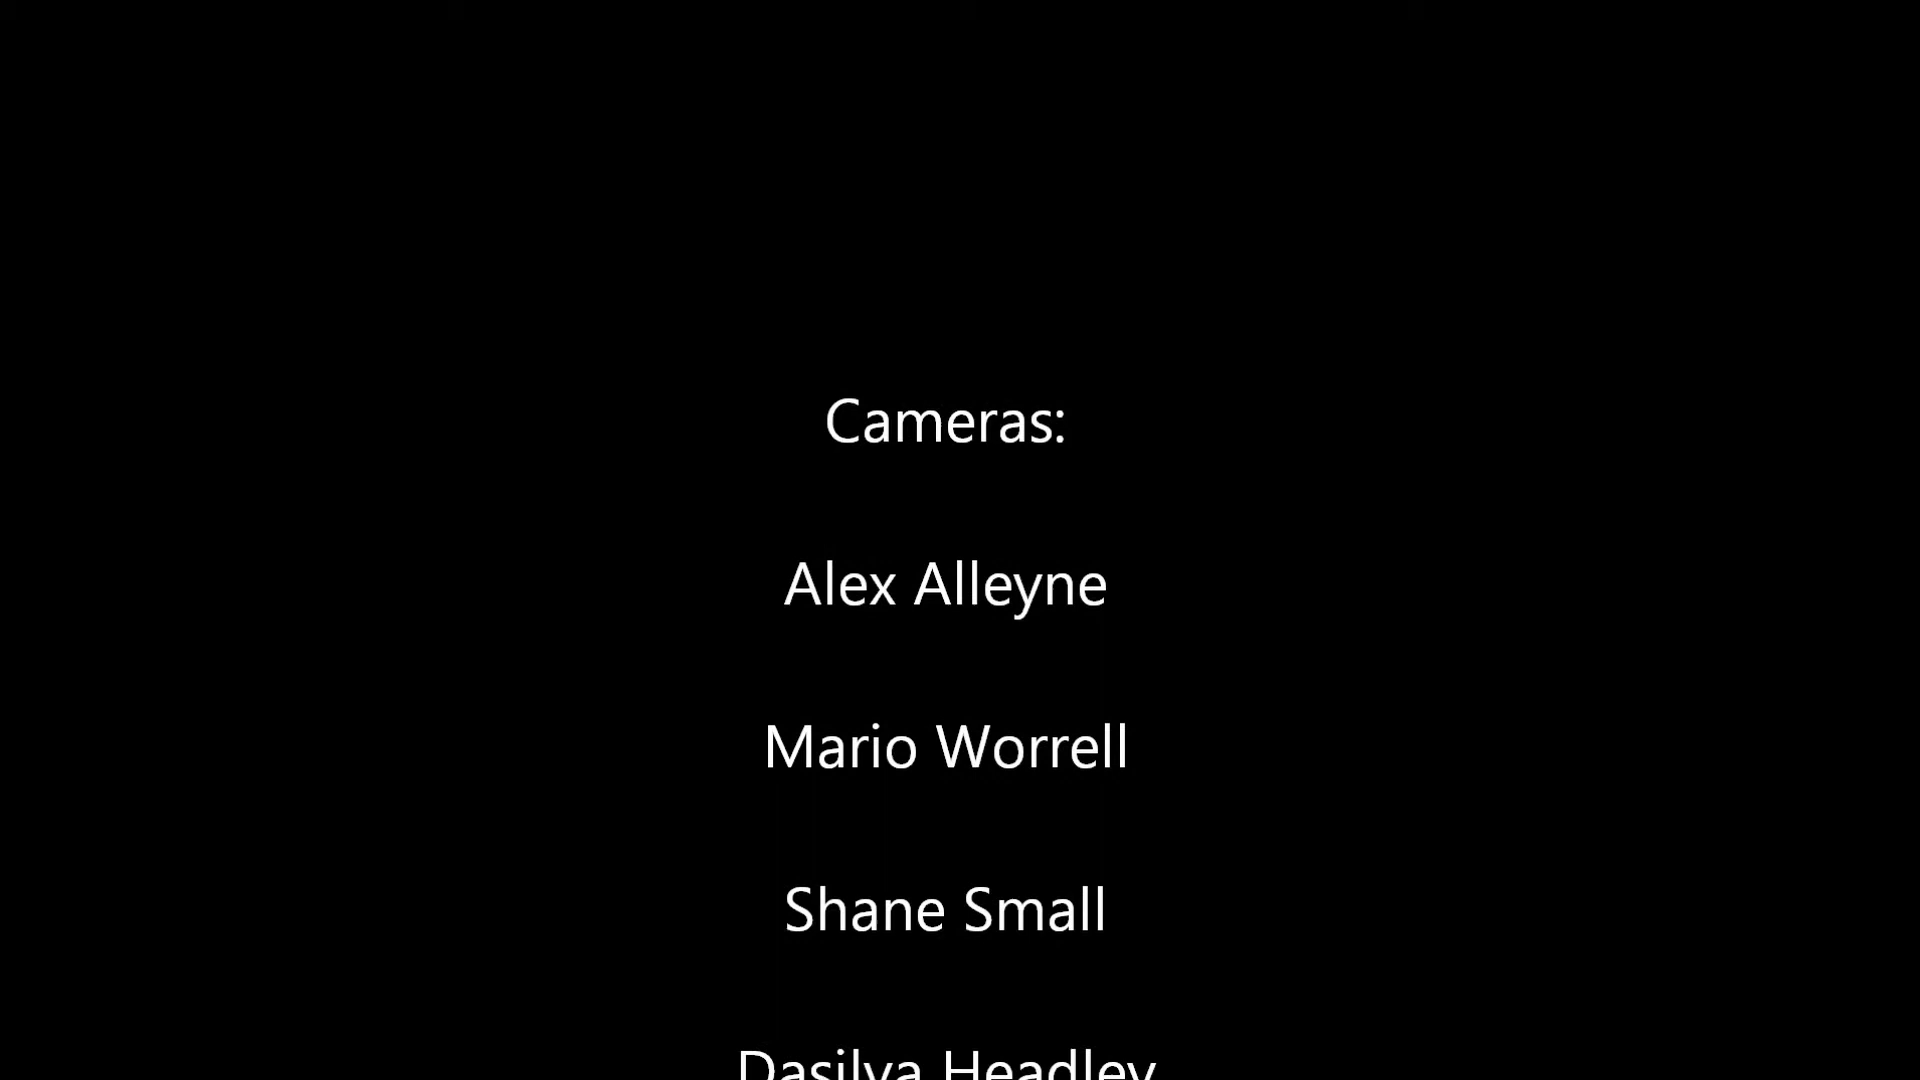 Cameras:
Alex Alleyne
Mario Worrell
Shane Small
Dasilva Headley